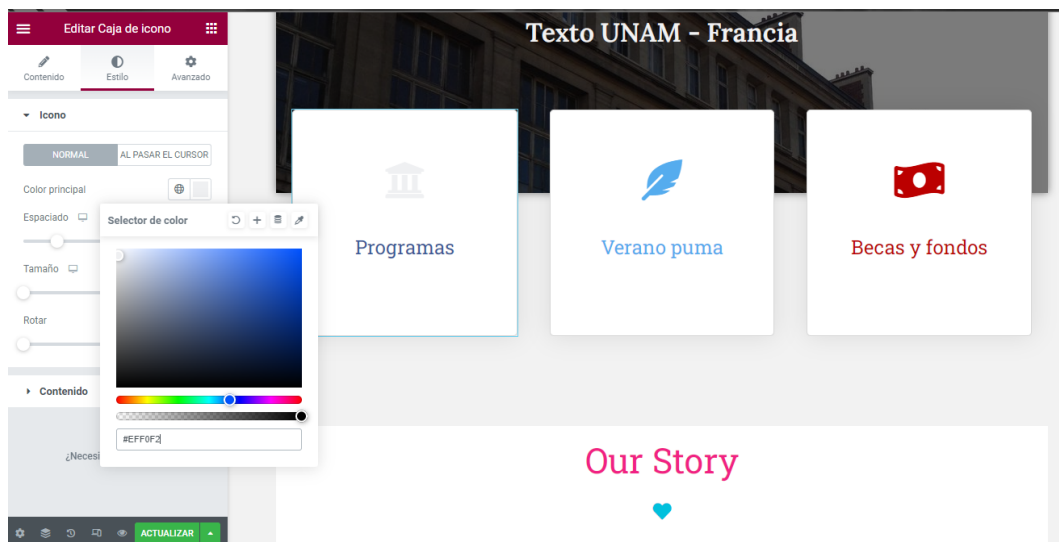 Editar Caja de icono
Contenido
Estilo
Avanzado
Icono
NORMAL
AL PASAR EL CURSOR
Color principal
Espaciado
Selector de color
Tamaño
Rotar
Contenido
#EFF0F2
¿Necesi
ACTUALIZAR
Texto UNAM - Francia
Programas
Verano puma
Becas y fondos
Our Story